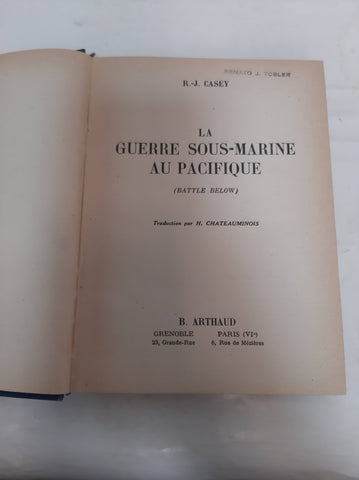 RENATO J. TOBLER
R.-J. CASEY
LA
GUERRE SOUS-MARINE
AU PACIFIQUE
(BATTLE BELOW)
Traduction par H. CHATEAUMINOIS
B. ARTHAUD
GRENOBLE PARIS (VIᵉ)
23, Grande-Rue 6, Rue de Mézières